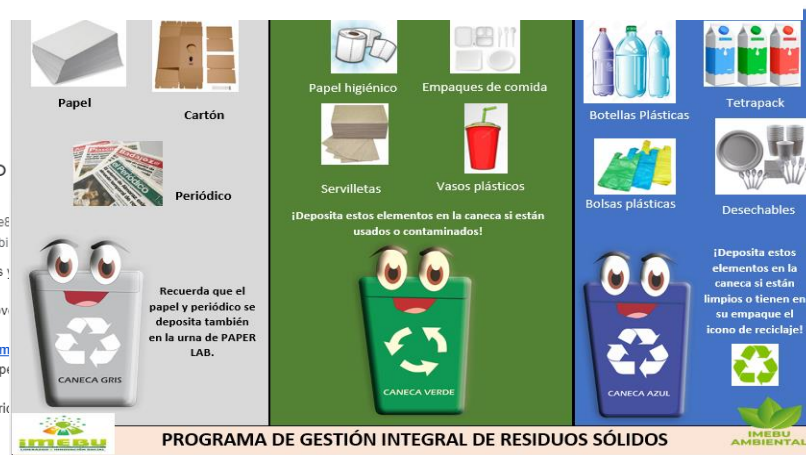 Papel
Cartón
Periódico
Recuerda que el
papel y periódico se
deposita también
en la urna de PAPER
LAB.
CANECA GRIS
Papel higiénico
Empaques de comida
Servilletas
Vasos plásticos
¡Deposita estos elementos en la caneca si están
usados o contaminados!
CANECA VERDE
Botellas Plásticas
Tetrapack
Bolsas plásticas
Desechables
¡Deposita estos
elementos en la
caneca si están
limpios o tienen en
su empaque el
icono de reciclaje!
CANECA AZUL
IMEBU
PROGRAMA DE GESTIÓN INTEGRAL DE RESIDUOS SÓLIDOS
IMEBU
AMBIENTAL